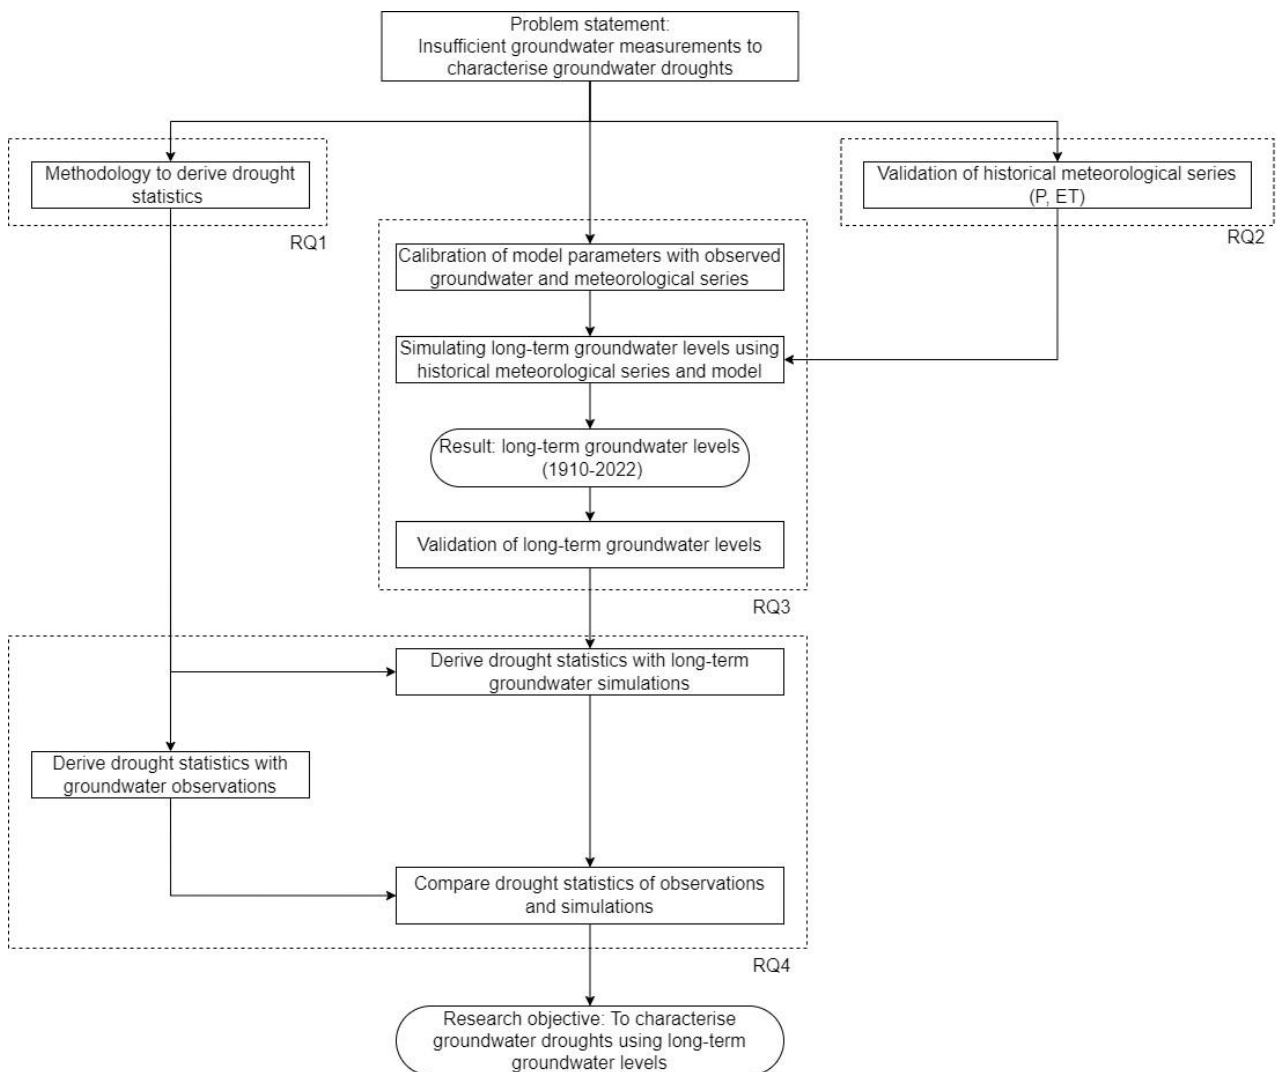 Problem statement:
Insufficient groundwater measurements to
characterise groundwater droughts
Methodology to derive drought
statistics
RQ1
Validation of historical meteorological series
(P, ET)
RQ2
Calibration of model parameters with observed
groundwater and meteorological series
Simulating long-term groundwater levels using
historical meteorological series and model
Result: long-term groundwater levels
(1910-2022)
Validation of long-term groundwater levels
RQ3
Derive drought statistics with long-term
groundwater simulations
Derive drought statistics with
groundwater observations
Compare drought statistics of observations
and simulations
RQ4
Research objective: To characterise
groundwater droughts using long-term
groundwater levels